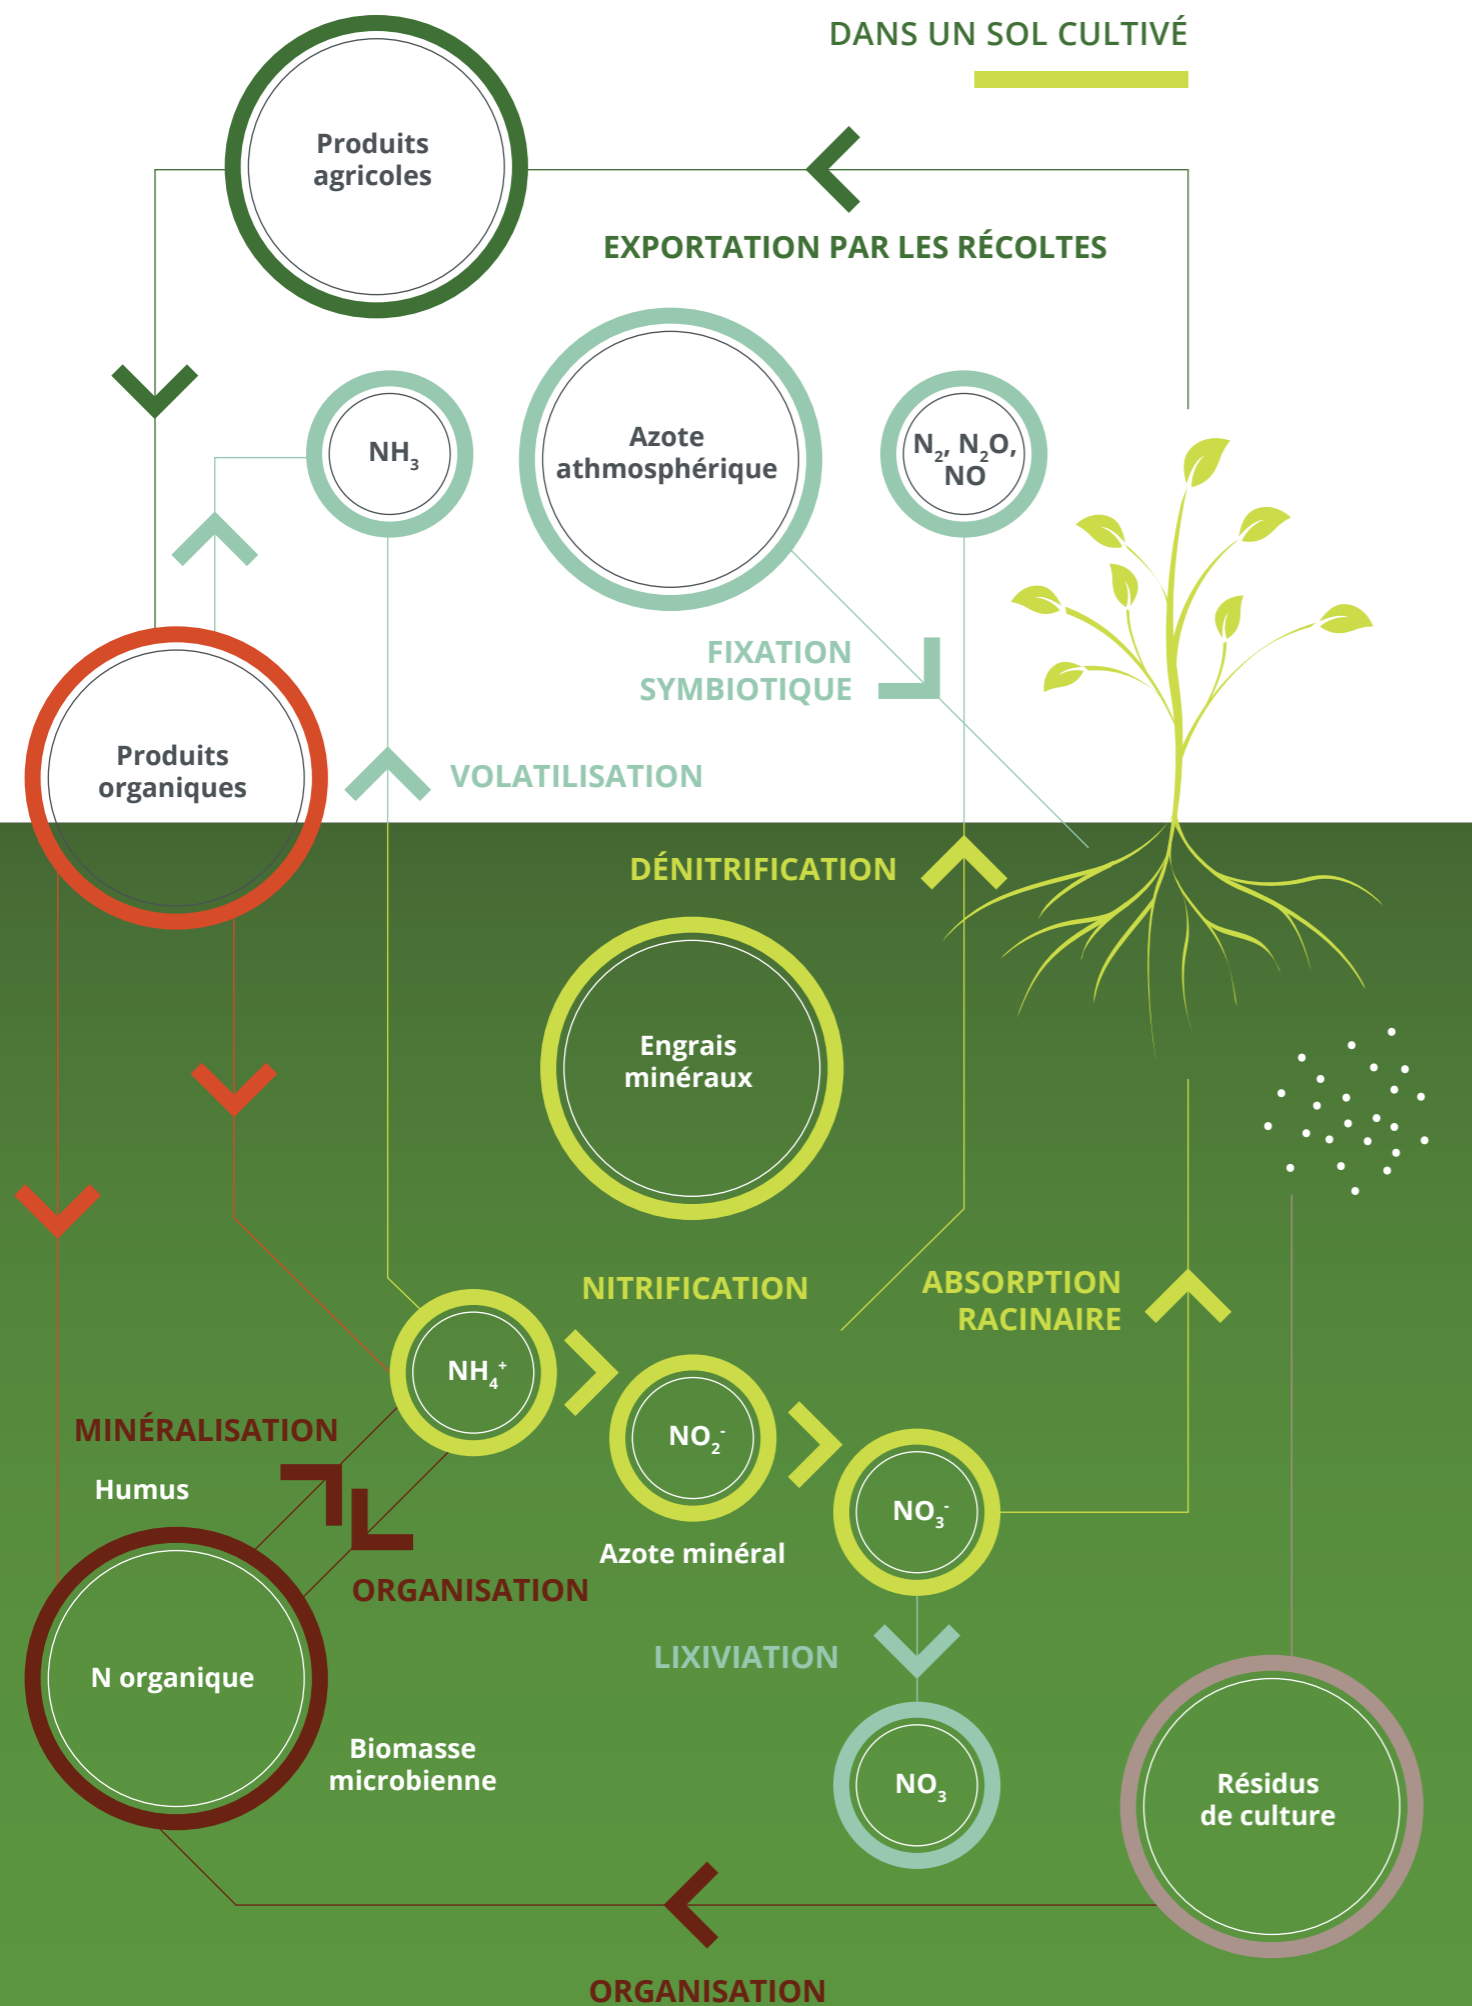 DANS UN SOL CULTIVÉ
Produits
agricoles
EXPORTATION PAR LES RÉCOLTES
NH₃
Azote
athmosphérique
N₂, N₂O,
NO
FIXATION
SYMBIOTIQUE
Produits
organiques
VOLATILISATION
DÉNITRIFICATION
Engrais
minéraux
NITRIFICATION
ABSORPTION
RACINAIRE
NH₄⁺
MINÉRALISATION
NO₂⁻
Humus
NO₃⁻
Azote minéral
ORGANISATION
LIXIVIATION
N organique
Biomasse
microbienne
NO₃
Résidus
de culture
ORGANISATION